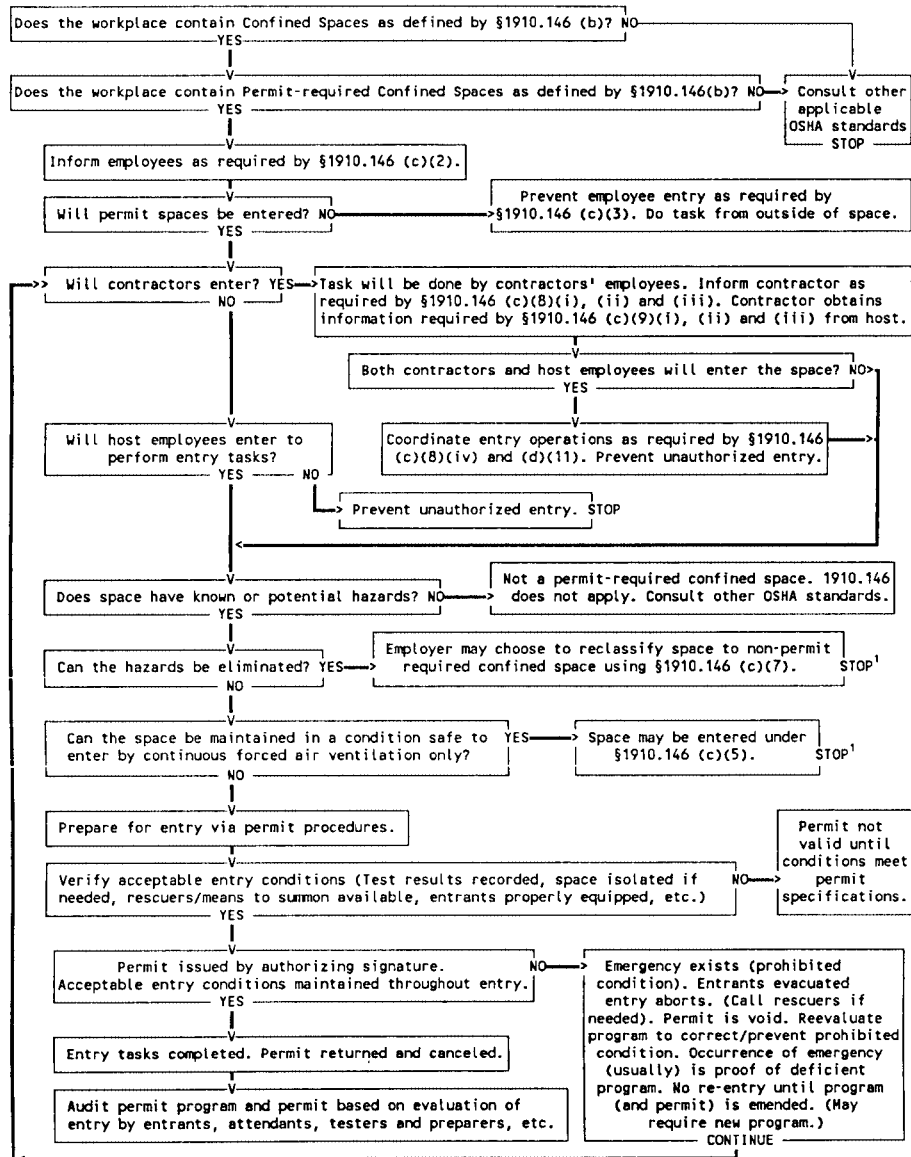 Does the workplace contain Confined Spaces as defined by §1910.146 (b)? NO
YES
Does the workplace contain Permit-required Confined Spaces as defined by §1910.146(b)? NO
YES
Consult other
applicable
OSHA standards
STOP
Inform employees as required by §1910.146 (c)(2).
Will permit spaces be entered? NO
YES
Prevent employee entry as required by
§1910.146 (c)(3). Do task from outside of space.
Will contractors enter? YES
NO
Task will be done by contractors' employees. Inform contractor as
required by §1910.146 (c)(8)(i), (ii) and (iii). Contractor obtains
information required by §1910.146 (c)(9)(i), (ii) and (iii) from host.
Both contractors and host employees will enter the space? NO
YES
Will host employees enter to
perform entry tasks?
YES NO
Coordinate entry operations as required by §1910.146
(c)(8)(iv) and (d)(11). Prevent unauthorized entry.
Prevent unauthorized entry. STOP
Does space have known or potential hazards? NO
YES
Not a permit-required confined space. 1910.146
does not apply. Consult other OSHA standards.
Can the hazards be eliminated? YES
NO
Employer may choose to reclassify space to non-permit
required confined space using §1910.146 (c)(7). STOP¹
Can the space be maintained in a condition safe to
enter by continuous forced air ventilation only?
YES
NO
Space may be entered under
§1910.146 (c)(5). STOP¹
Prepare for entry via permit procedures.
Verify acceptable entry conditions (Test results recorded, space isolated if
needed, rescuers/means to summon available, entrants properly equipped, etc.)
NO
YES
Permit not
valid until
conditions meet
permit
specifications.
Permit issued by authorizing signature.
Acceptable entry conditions maintained throughout entry.
NO
YES
Emergency exists (prohibited
condition). Entrants evacuated
entry aborts. (Call rescuers if
needed). Permit is void. Reevaluate
program to correct/prevent prohibited
condition. Occurrence of emergency
(usually) is proof of deficient
program. No re-entry until program
(and permit) is emended. (May
require new program.)
CONTINUE
Entry tasks completed. Permit returned and canceled.
Audit permit program and permit based on evaluation of
entry by entrants, attendants, testers and preparers, etc.